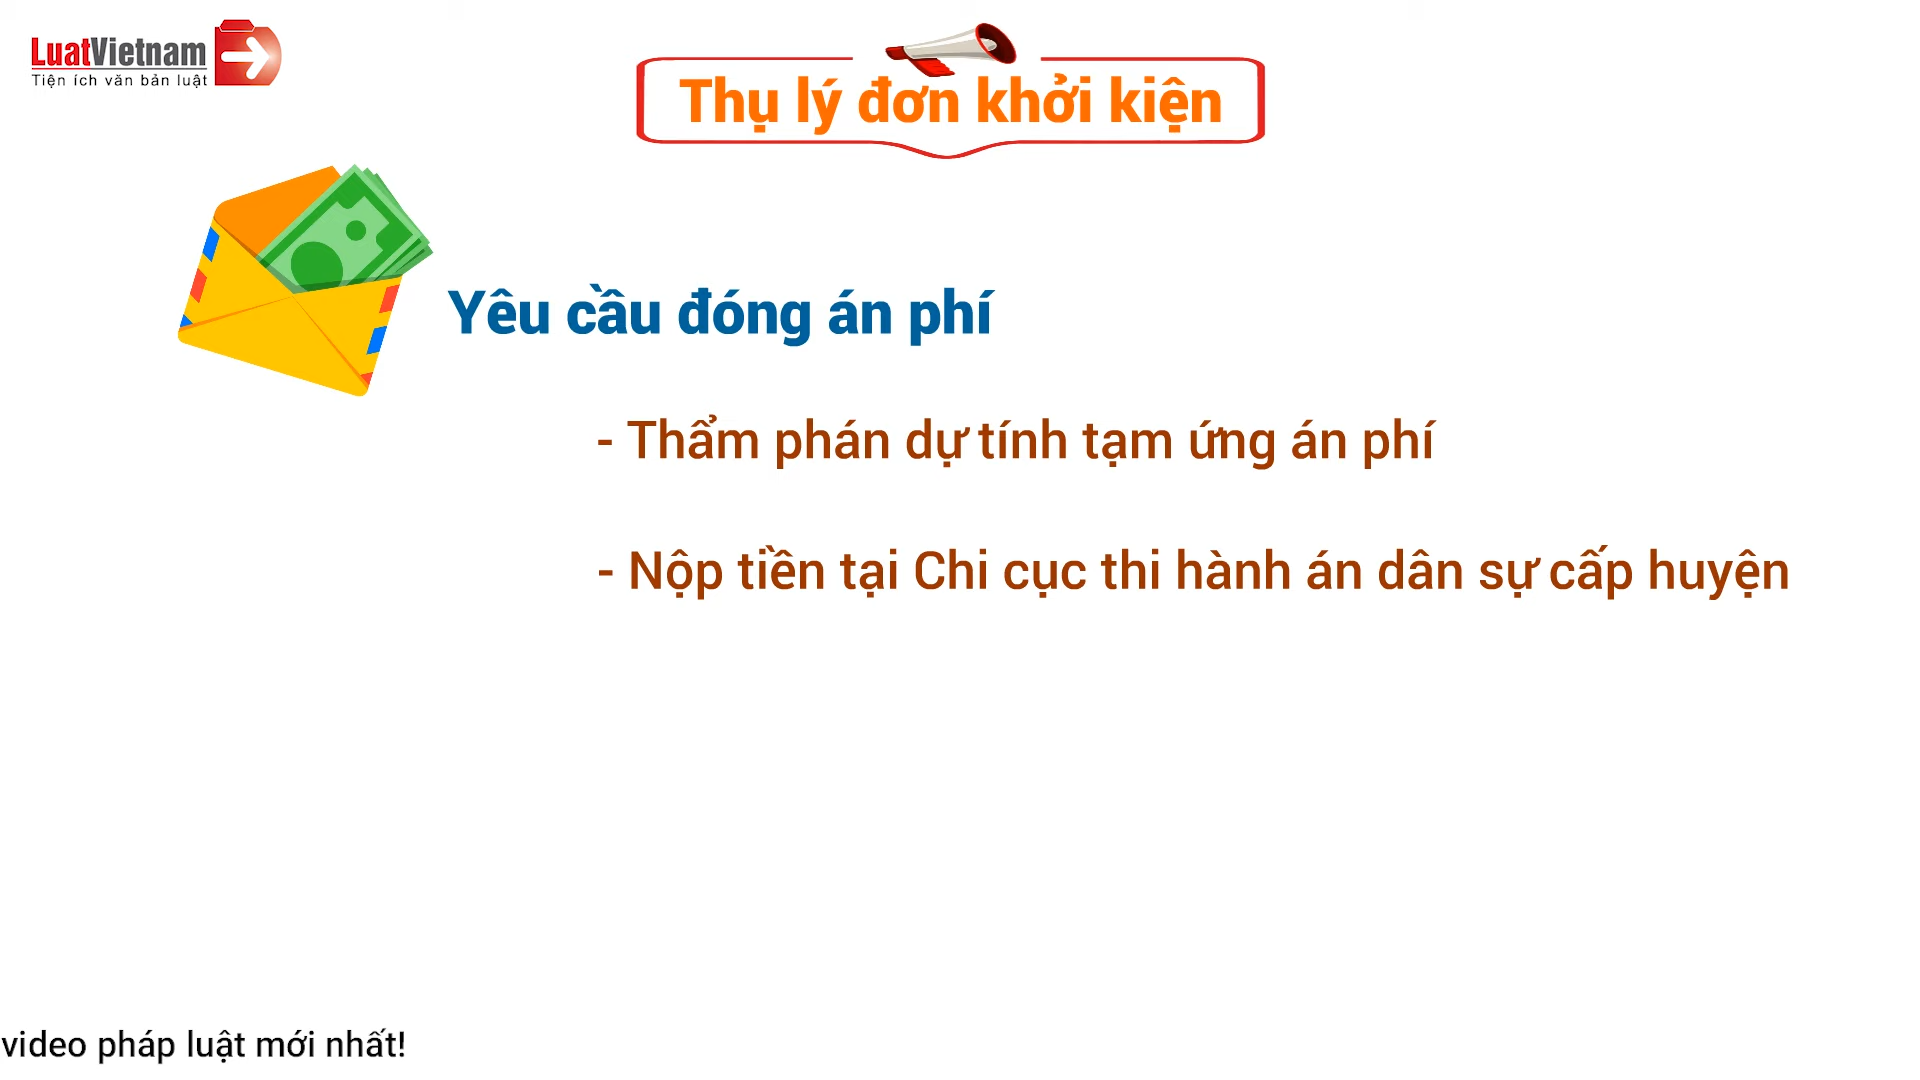 LuatVietnam
Tiện ích văn bản luật
Thụ lý đơn khởi kiện
Yêu cầu đóng án phí
- Thẩm phán dự tính tạm ứng án phí
- Nộp tiền tại Chi cục thi hành án dân sự cấp huyện
video pháp luật mới nhất!